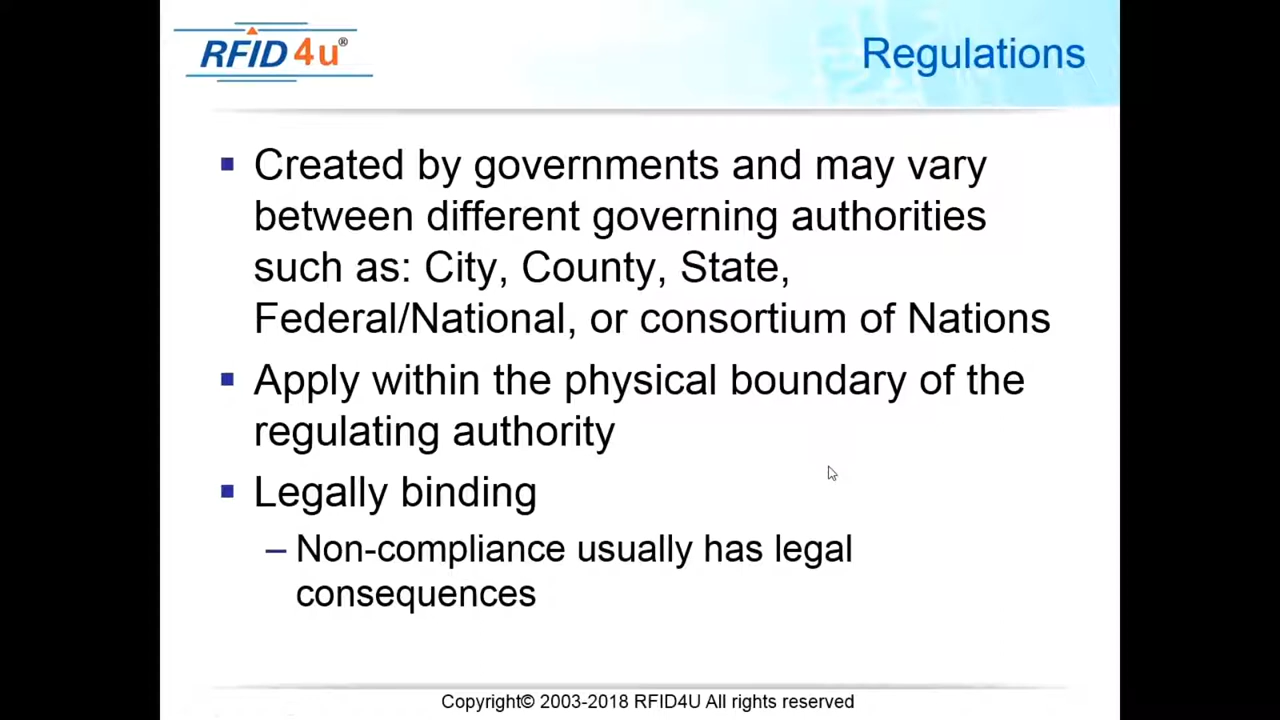 RFID4u®
Regulations
▪ Created by governments and may vary
between different governing authorities
such as: City, County, State,
Federal/National, or consortium of Nations
▪ Apply within the physical boundary of the
regulating authority
▪ Legally binding
– Non-compliance usually has legal
consequences
Copyright© 2003-2018 RFID4U All rights reserved